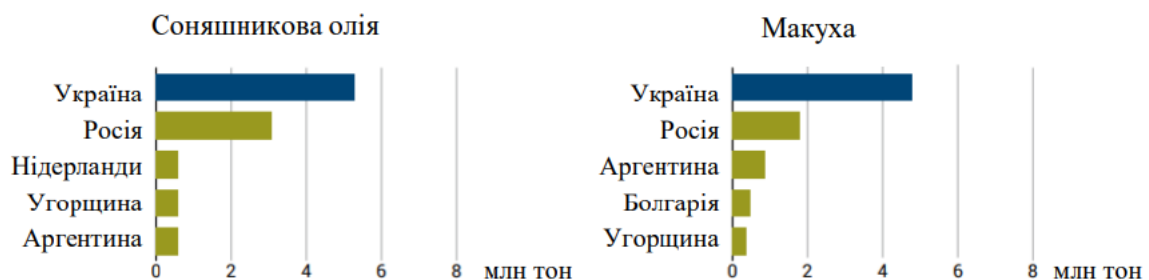 Соняшникова олія
Україна
Росія
Нідерланди
Угорщина
Аргентина
0 2 4 6 8 млн тон
Макуха
Україна
Росія
Аргентина
Болгарія
Угорщина
0 2 4 6 8 млн тон